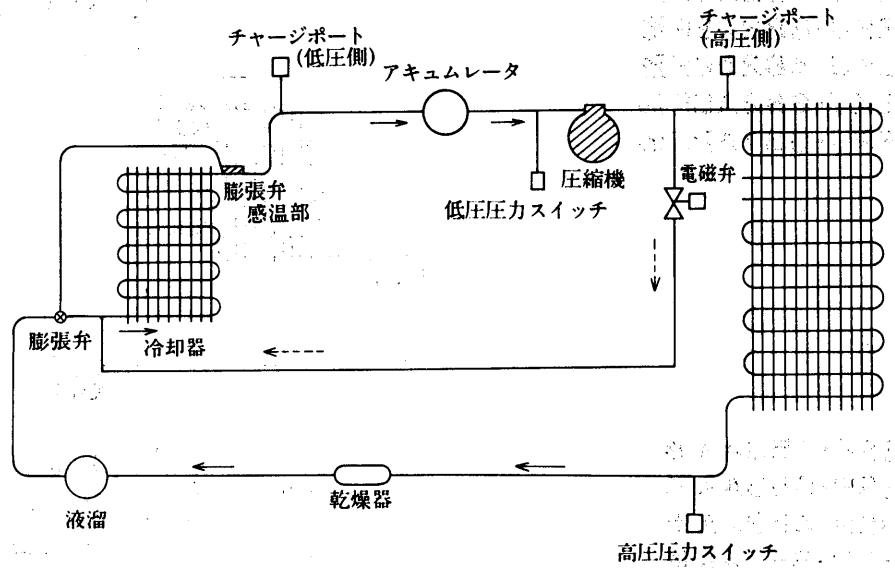 チャージポート
(低圧側)
アキュムレータ
チャージポート
(高圧側)
膨張弁
感温部
低圧圧力スイッチ
圧縮機
電磁弁
膨張弁
冷却器
液溜
乾燥器
高圧圧力スイッチ